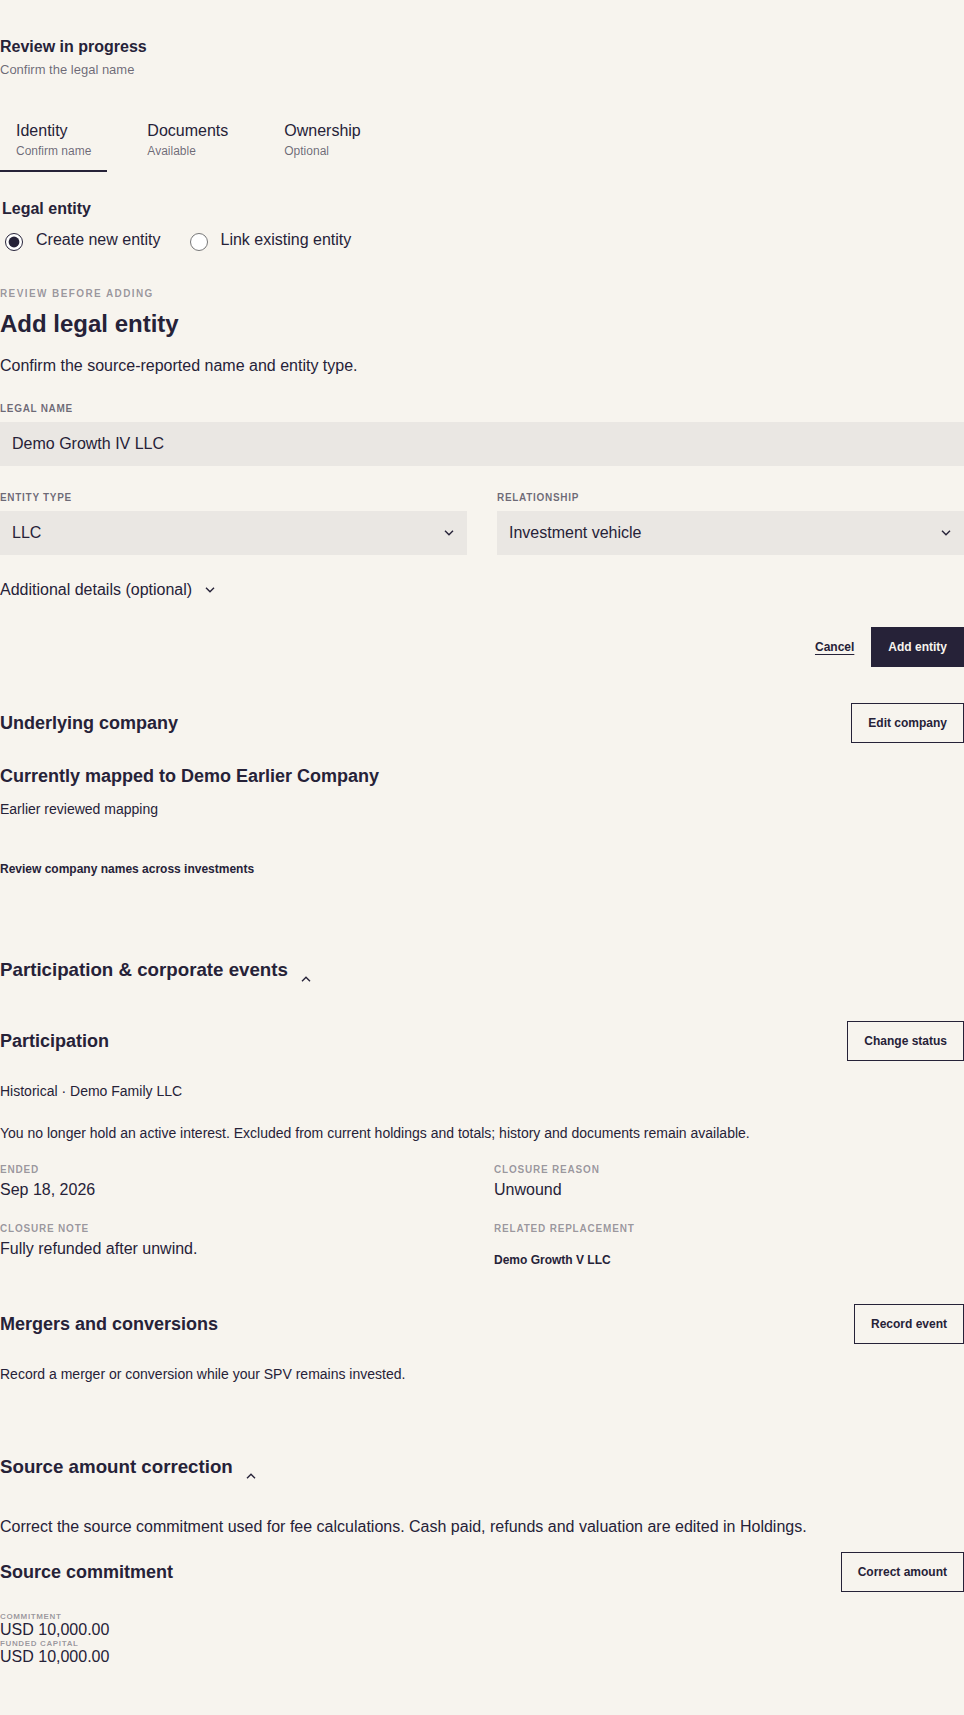 Review in progress
Confirm the legal name
Identity
Confirm name
Documents
Available
Ownership
Optional
Legal entity
Create new entity
Link existing entity
REVIEW BEFORE ADDING
Add legal entity
Confirm the source-reported name and entity type.
LEGAL NAME
Demo Growth IV LLC
ENTITY TYPE
LLC
RELATIONSHIP
Investment vehicle
Additional details (optional)
Cancel
Add entity
Underlying company
Edit company
Currently mapped to Demo Earlier Company
Earlier reviewed mapping
Review company names across investments
Participation & corporate events
Participation
Change status
Historical · Demo Family LLC
You no longer hold an active interest. Excluded from current holdings and totals; history and documents remain available.
ENDED
Sep 18, 2026
CLOSURE REASON
Unwound
CLOSURE NOTE
Fully refunded after unwind.
RELATED REPLACEMENT
Demo Growth V LLC
Mergers and conversions
Record event
Record a merger or conversion while your SPV remains invested.
Source amount correction
Correct the source commitment used for fee calculations. Cash paid, refunds and valuation are edited in Holdings.
Source commitment
Correct amount
COMMITMENT
USD 10,000.00
FUNDED CAPITAL
USD 10,000.00